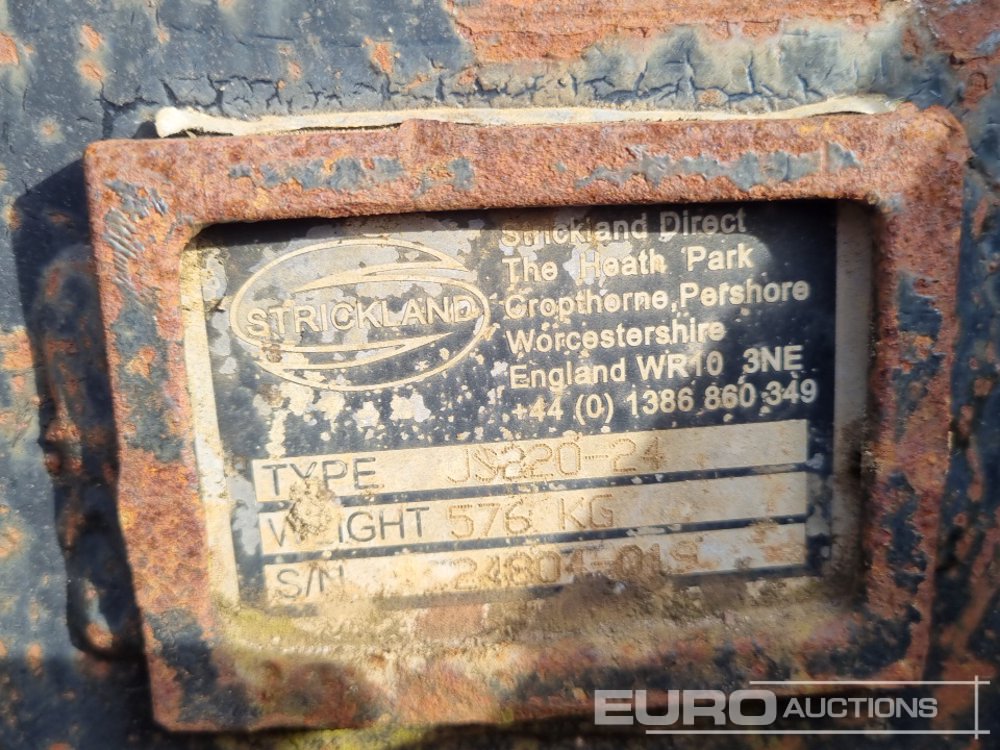 STRICKLAND
Strickland Direct
The Heath Park
Cropthorne, Pershore
Worcestershire
England WR10 3NE
+44 (0) 1386 860 349
TYPE JS220-24
WEIGHT 576 KG
S/N
EURO AUCTIONS